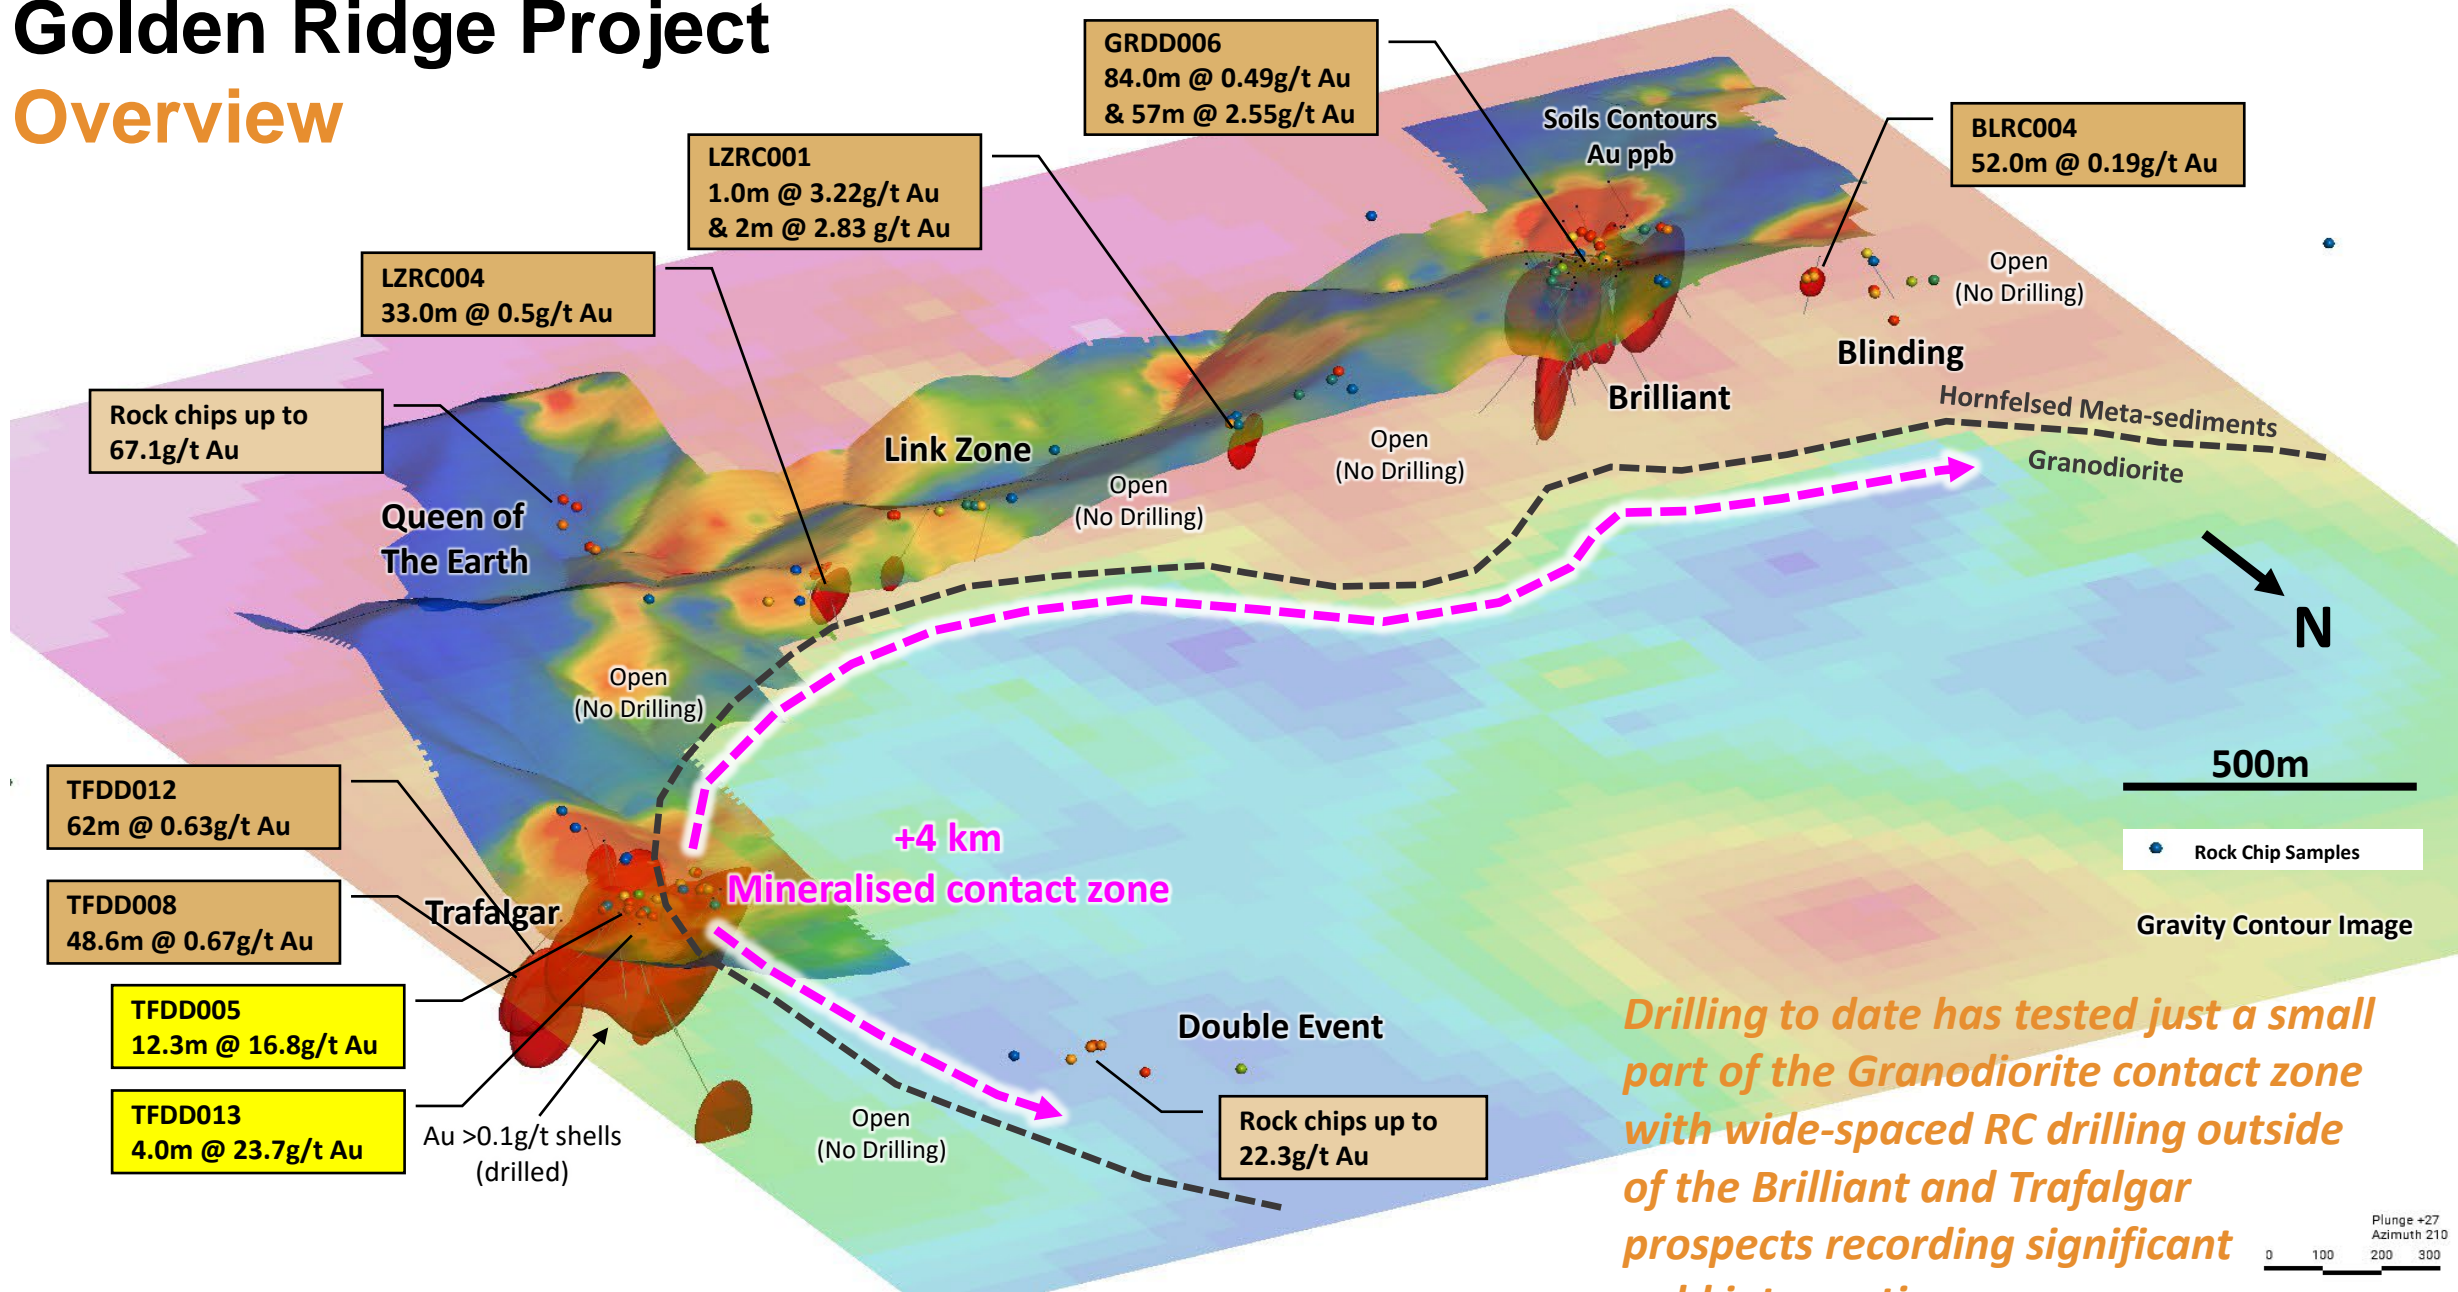 Golden Ridge Project
Overview
GRDD006
84.0m @ 0.49g/t Au
& 57m @ 2.55g/t Au
Soils Contours
Au ppb
BLRC004
52.0m @ 0.19g/t Au
LZRC001
1.0m @ 3.22g/t Au
& 2m @ 2.83 g/t Au
LZRC004
33.0m @ 0.5g/t Au
Open
(No Drilling)
Blinding
Brilliant
Hornfelsed Meta-sediments
Granodiorite
Rock chips up to
67.1g/t Au
Link Zone
Open
(No Drilling)
Open
(No Drilling)
Queen of
The Earth
N
Open
(No Drilling)
500m
TFDD012
62m @ 0.63g/t Au
+4 km
Mineralised contact zone
Rock Chip Samples
TFDD008
48.6m @ 0.67g/t Au
Trafalgar
Gravity Contour Image
TFDD005
12.3m @ 16.8g/t Au
Double Event
TFDD013
4.0m @ 23.7g/t Au
Au >0.1g/t shells
(drilled)
Open
(No Drilling)
Rock chips up to
22.3g/t Au
Drilling to date has tested just a small
part of the Granodiorite contact zone
with wide-spaced RC drilling outside
of the Brilliant and Trafalgar
prospects recording significant
Plunge +27
Azimuth 210
0 100 200 300